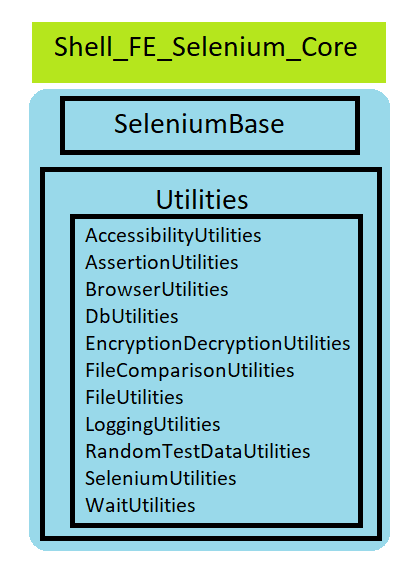 Shell_FE_Selenium_Core
SeleniumBase
Utilities
AccessibilityUtilities
AssertionUtilities
BrowserUtilities
DbUtilities
EncryptionDecryptionUtilities
FileComparisonUtilities
FileUtilities
LoggingUtilities
RandomTestDataUtilities
SeleniumUtilities
WaitUtilities